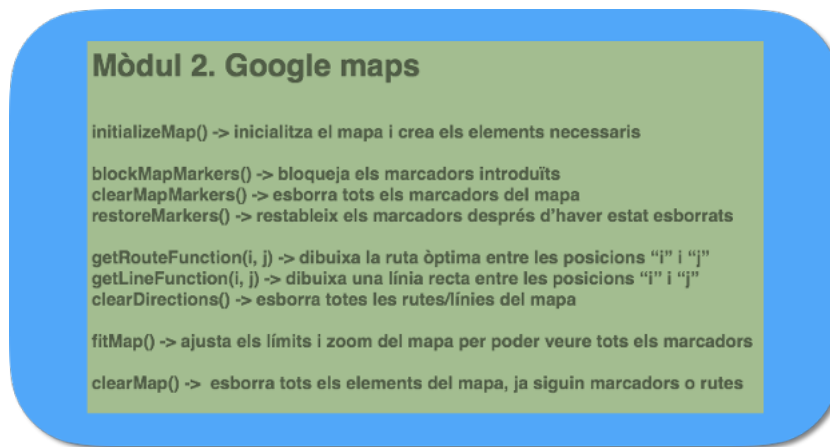 Mòdul 2. Google maps
initializeMap() -> inicialitza el mapa i crea els elements necessaris
blockMapMarkers() -> bloqueja els marcadors introduïts
clearMapMarkers() -> esborra tots els marcadors del mapa
restoreMarkers() -> restableix els marcadors després d’haver estat esborrats
getRouteFunction(i, j) -> dibuixa la ruta òptima entre les posicions “i” i “j”
getLineFunction(i, j) -> dibuixa una línia recta entre les posicions “i” i “j”
clearDirections() -> esborra totes les rutes/línies del mapa
fitMap() -> ajusta els límits i zoom del mapa per poder veure tots els marcadors
clearMap() ->  esborra tots els elements del mapa, ja siguin marcadors o rutes